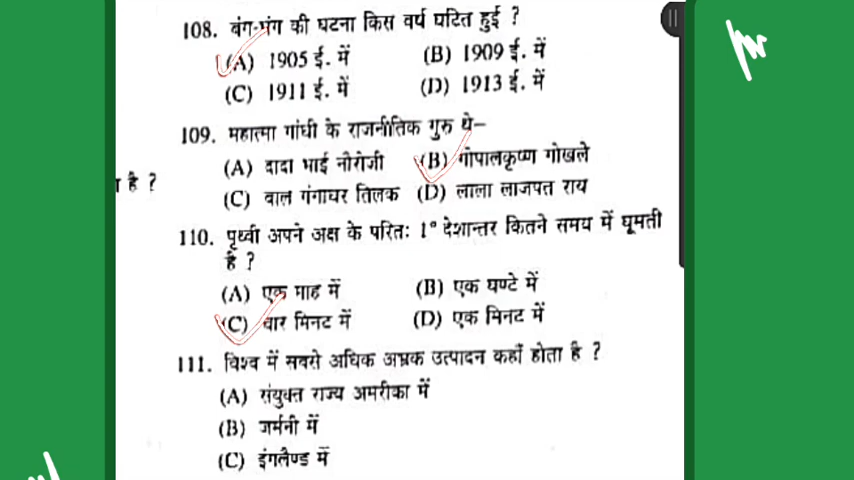 108. बंग-भंग की घटना किस वर्ष घटित हुई ?
(A) 1905 ई. में (B) 1909 ई. में
(C) 1911 ई. में (D) 1913 ई. में
109. महात्मा गांधी के राजनीतिक गुरु थे–
(A) दादा भाई नौरोजी (B) गोपालकृष्ण गोखले
है ?
(C) बाल गंगाधर तिलक (D) लाला लाजपत राय
110. पृथ्वी अपने अक्ष के परितः 1° देशान्तर कितने समय में घूमती
है ?
(A) एक माह में (B) एक घण्टे में
(C) चार मिनट में (D) एक मिनट में
111. विश्व में सबसे अधिक अभ्रक उत्पादन कहाँ होता है ?
(A) संयुक्त राज्य अमरीका में
(B) जर्मनी में
(C) इंगलैण्ड में